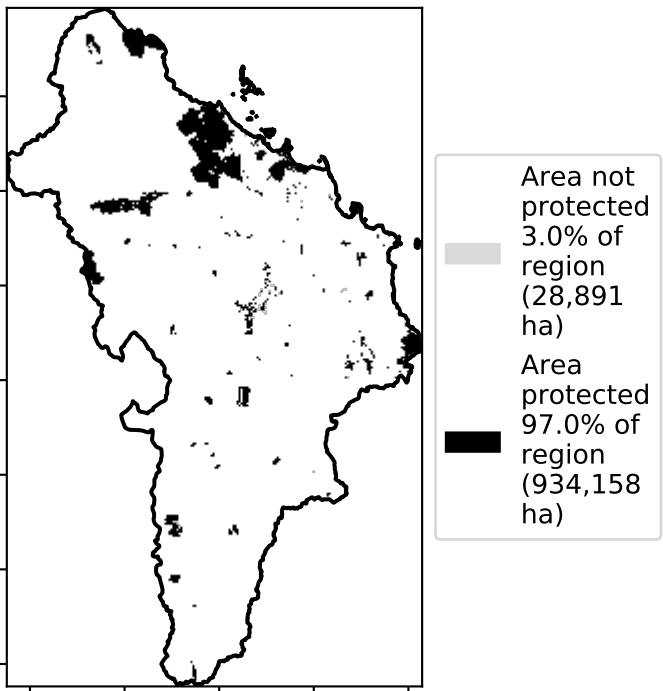 Area not
protected
3.0% of
region
(28,891
ha)
Area
protected
97.0% of
region
(934,158
ha)